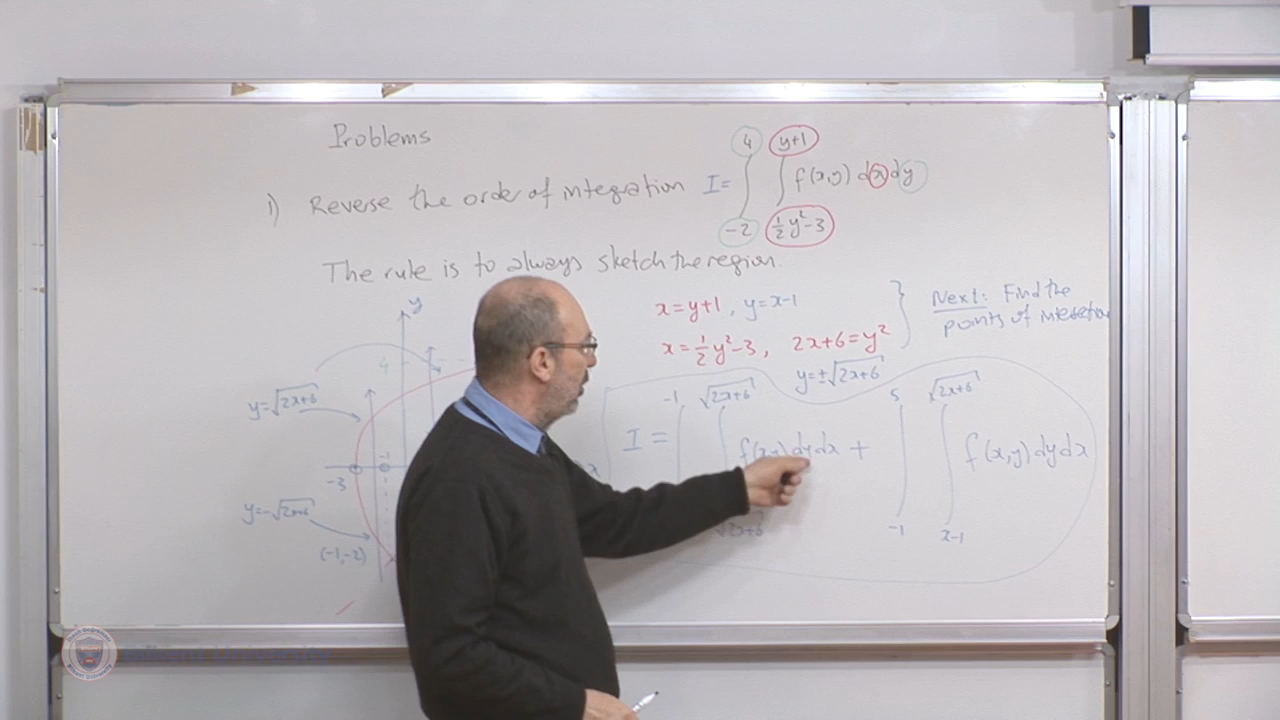 Problems
1) Reverse the order of integration I = ∫_{-2}^{4} ∫_{½y²-3}^{y+1} f(x,y) dx dy
The rule is to always sketch the region.
x=y+1, y=x-1
x=½y²-3, 2x+6=y²
y=±√2x+6
Next: Find the
points of intersection
y
4
y=√2x+6
-3
-1
x
y=-√2x+6
(-1,-2)
I = ∫_{-√2x+6}^{-1} ∫^{√2x+6} f(x,y) dy dx + ∫_{-1}^{5} ∫_{x-1}^{√2x+6} f(x,y) dy dx